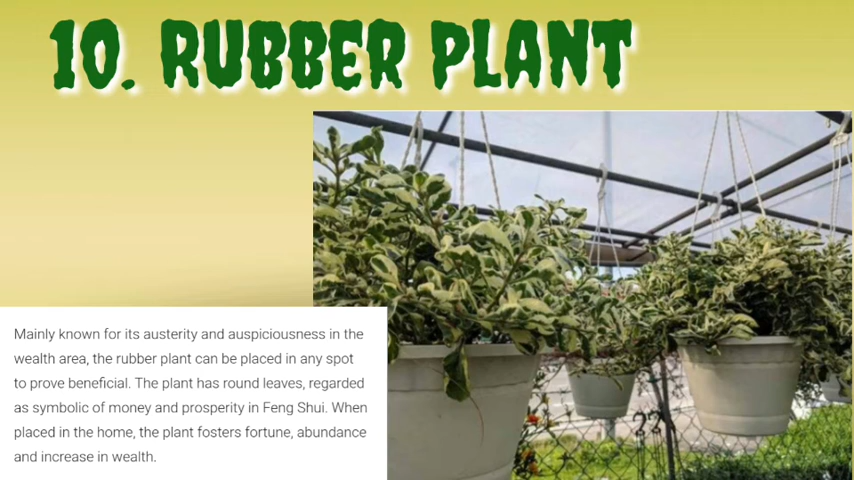 10. RUBBER PLANT
Mainly known for its austerity and auspiciousness in the
wealth area, the rubber plant can be placed in any spot
to prove beneficial. The plant has round leaves, regarded
as symbolic of money and prosperity in Feng Shui. When
placed in the home, the plant fosters fortune, abundance
and increase in wealth.